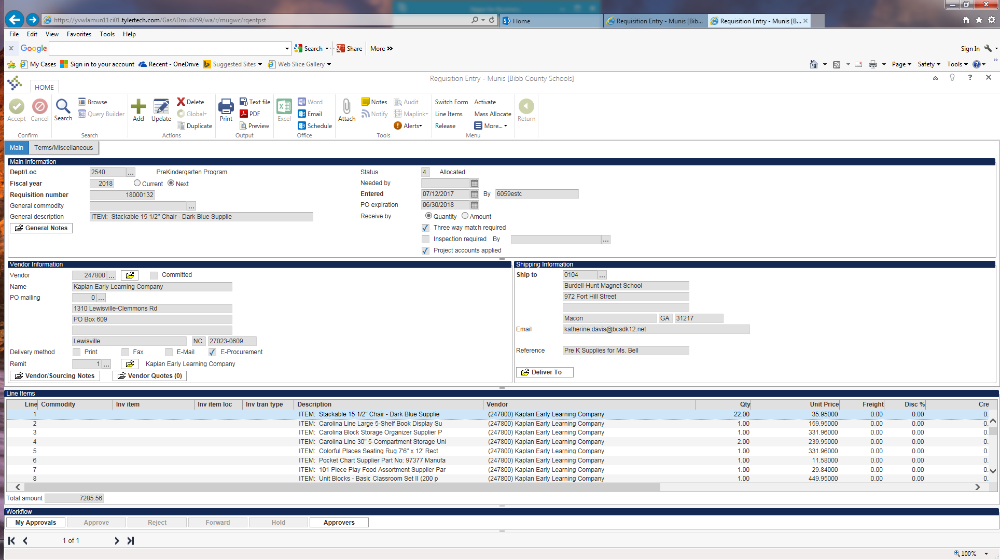 https://yvwlamun11ci01.tylertech.com/GasADmu6059/wa/r/mugwc/rqentpst
Home
Requisition Entry - Munis [Bibb...
Requisition Entry - Munis [B...
File Edit View Favorites Tools Help
x Google Search Share More » Sign In
My Cases Sign in to your account Recent - OneDrive Suggested Sites Web Slice Gallery Page Safety Tools
Requisition Entry - Munis [Bibb County Schools]
HOME
Accept Cancel Search Browse Query Builder Add Update Delete Global Duplicate Print Text file PDF Preview Excel Word Email Schedule Attach Notes Notify Audit Maplink Alerts Switch Form Line Items Release Activate Mass Allocate More... Return
Confirm Search Actions Output Office Tools Menu
Main Terms/Miscellaneous
Main Information
Dept/Loc 2540 ... PreKindergarten Program Status 4 Allocated
Fiscal year 2018 Current Next Needed by
Requisition number 18000132 Entered 07/12/2017 By 6059estc
General commodity ... PO expiration 06/30/2018
General description ITEM: Stackable 15 1/2" Chair - Dark Blue Supplie Receive by Quantity Amount
General Notes Three way match required
Inspection required By ...
Project accounts applied
Vendor Information
Vendor 247800 ... Committed
Name Kaplan Early Learning Company
PO mailing 0 ...
1310 Lewisville-Clemmons Rd
PO Box 609
Lewisville NC 27023-0609
Delivery method Print Fax E-Mail E-Procurement
Remit 1 ... Kaplan Early Learning Company
Vendor/Sourcing Notes Vendor Quotes (0)
Shipping Information
Ship to 0104 ...
Burdell-Hunt Magnet School
972 Fort Hill Street
Macon GA 31217
Email katherine.davis@bcsdk12.net
Reference Pre K Supplies for Ms. Bell
Deliver To
Line Items
Line Commodity Inv item Inv item loc Inv tran type Description Vendor Qty Unit Price Freight Disc % Cre
1 ITEM: Stackable 15 1/2" Chair - Dark Blue Supplie (247800) Kaplan Early Learning Company 22.00 35.95000 0.00 0.00 0.
2 ITEM: Carolina Line Large 5-Shelf Book Display Su (247800) Kaplan Early Learning Company 1.00 159.95000 0.00 0.00 0.
3 ITEM: Carolina Block Storage Organizer Supplier P (247800) Kaplan Early Learning Company 1.00 331.96000 0.00 0.00 0.
4 ITEM: Carolina Line 30" 5-Compartment Storage Uni (247800) Kaplan Early Learning Company 2.00 239.95000 0.00 0.00 0.
5 ITEM: Colorful Places Seating Rug 7'6" x 12' Rect (247800) Kaplan Early Learning Company 1.00 331.96000 0.00 0.00 0.
6 ITEM: Pocket Chart Supplier Part No: 97377 Manufa (247800) Kaplan Early Learning Company 1.00 11.58000 0.00 0.00 0.
7 ITEM: 101 Piece Play Food Assortment Supplier Par (247800) Kaplan Early Learning Company 1.00 29.84000 0.00 0.00 0.
8 ITEM: Unit Blocks - Basic Classroom Set II (200 p (247800) Kaplan Early Learning Company 1.00 449.95000 0.00 0.00 0.
Total amount 7285.56
Workflow
My Approvals Approve Reject Forward Hold Approvers
1 of 1
100%